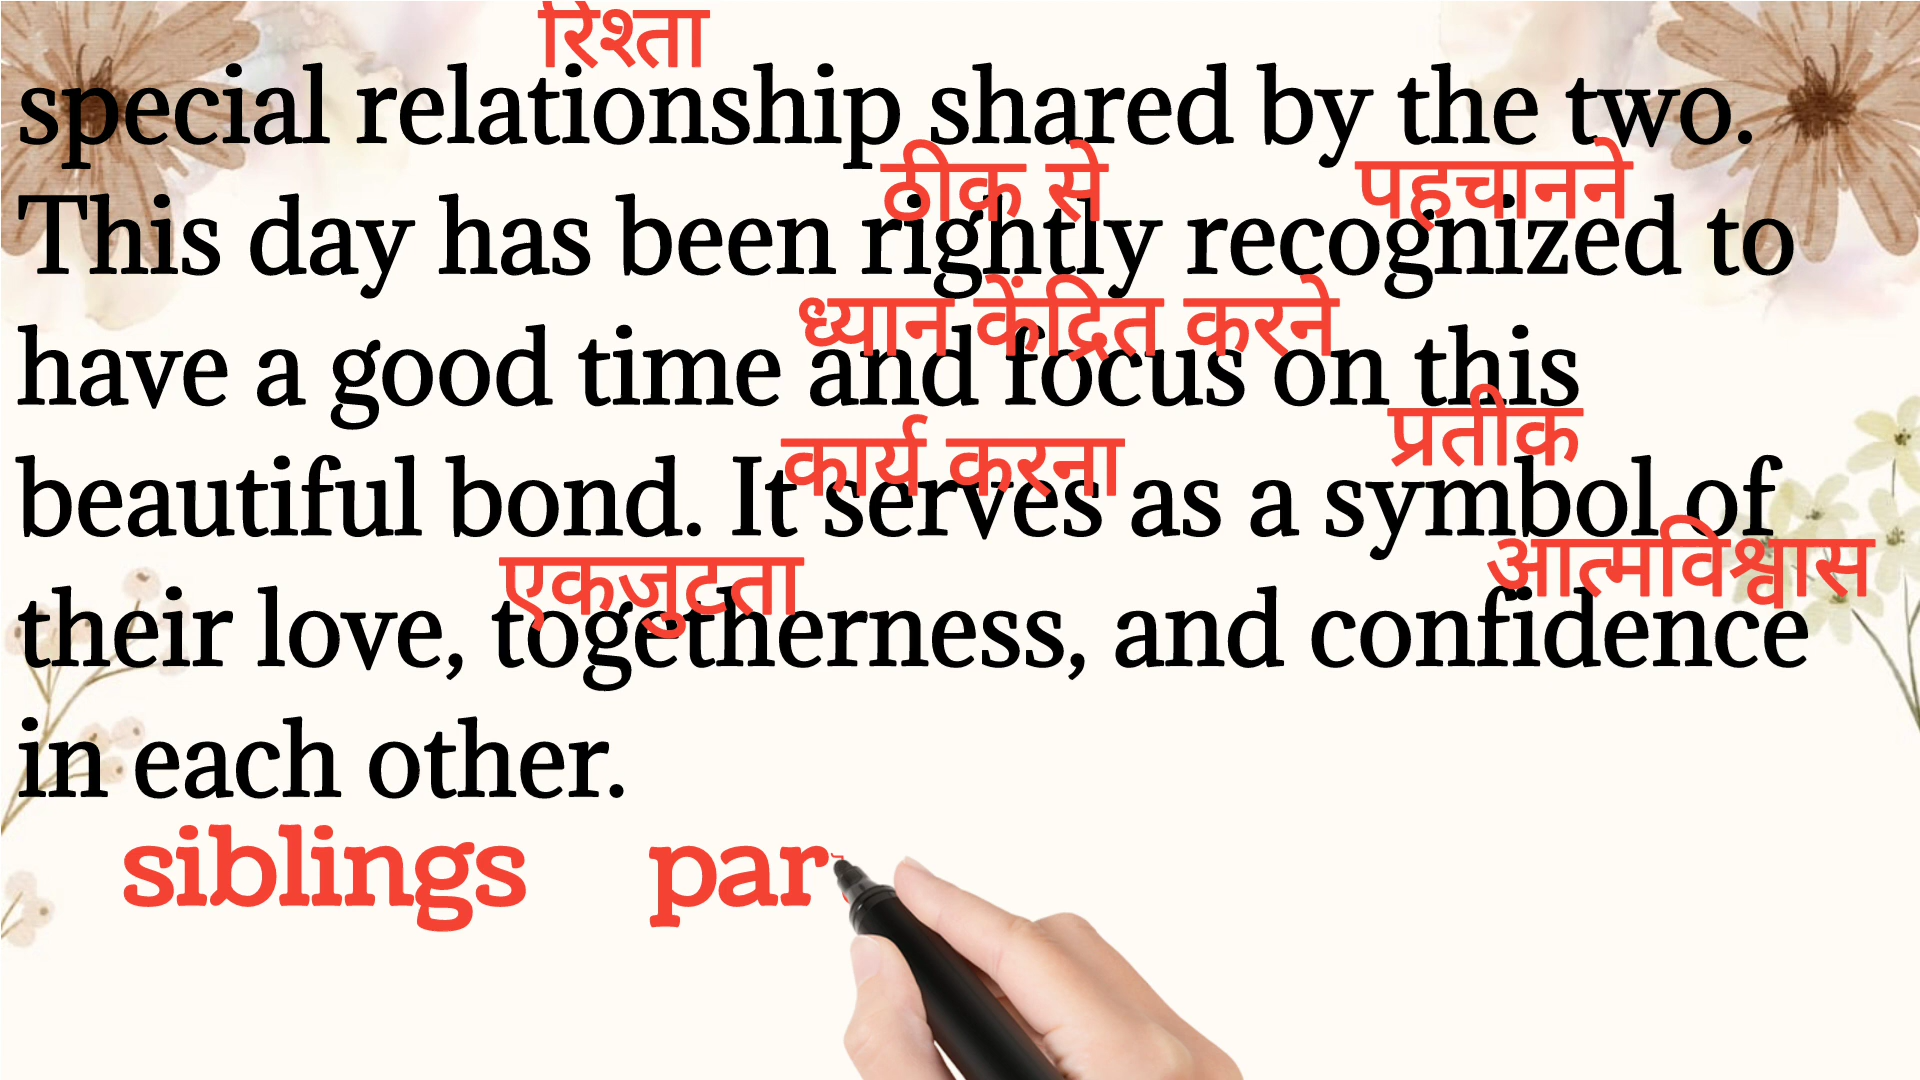 रिश्ता
special relationship shared by the two.
ठीक से पहचानने
This day has been rightly recognized to
ध्यान केंद्रित करने
have a good time and focus on this
कार्य करना प्रतीक
beautiful bond. It serves as a symbol of
एकजुटता आत्मविश्वास
their love, togetherness, and confidence
in each other.
siblings par